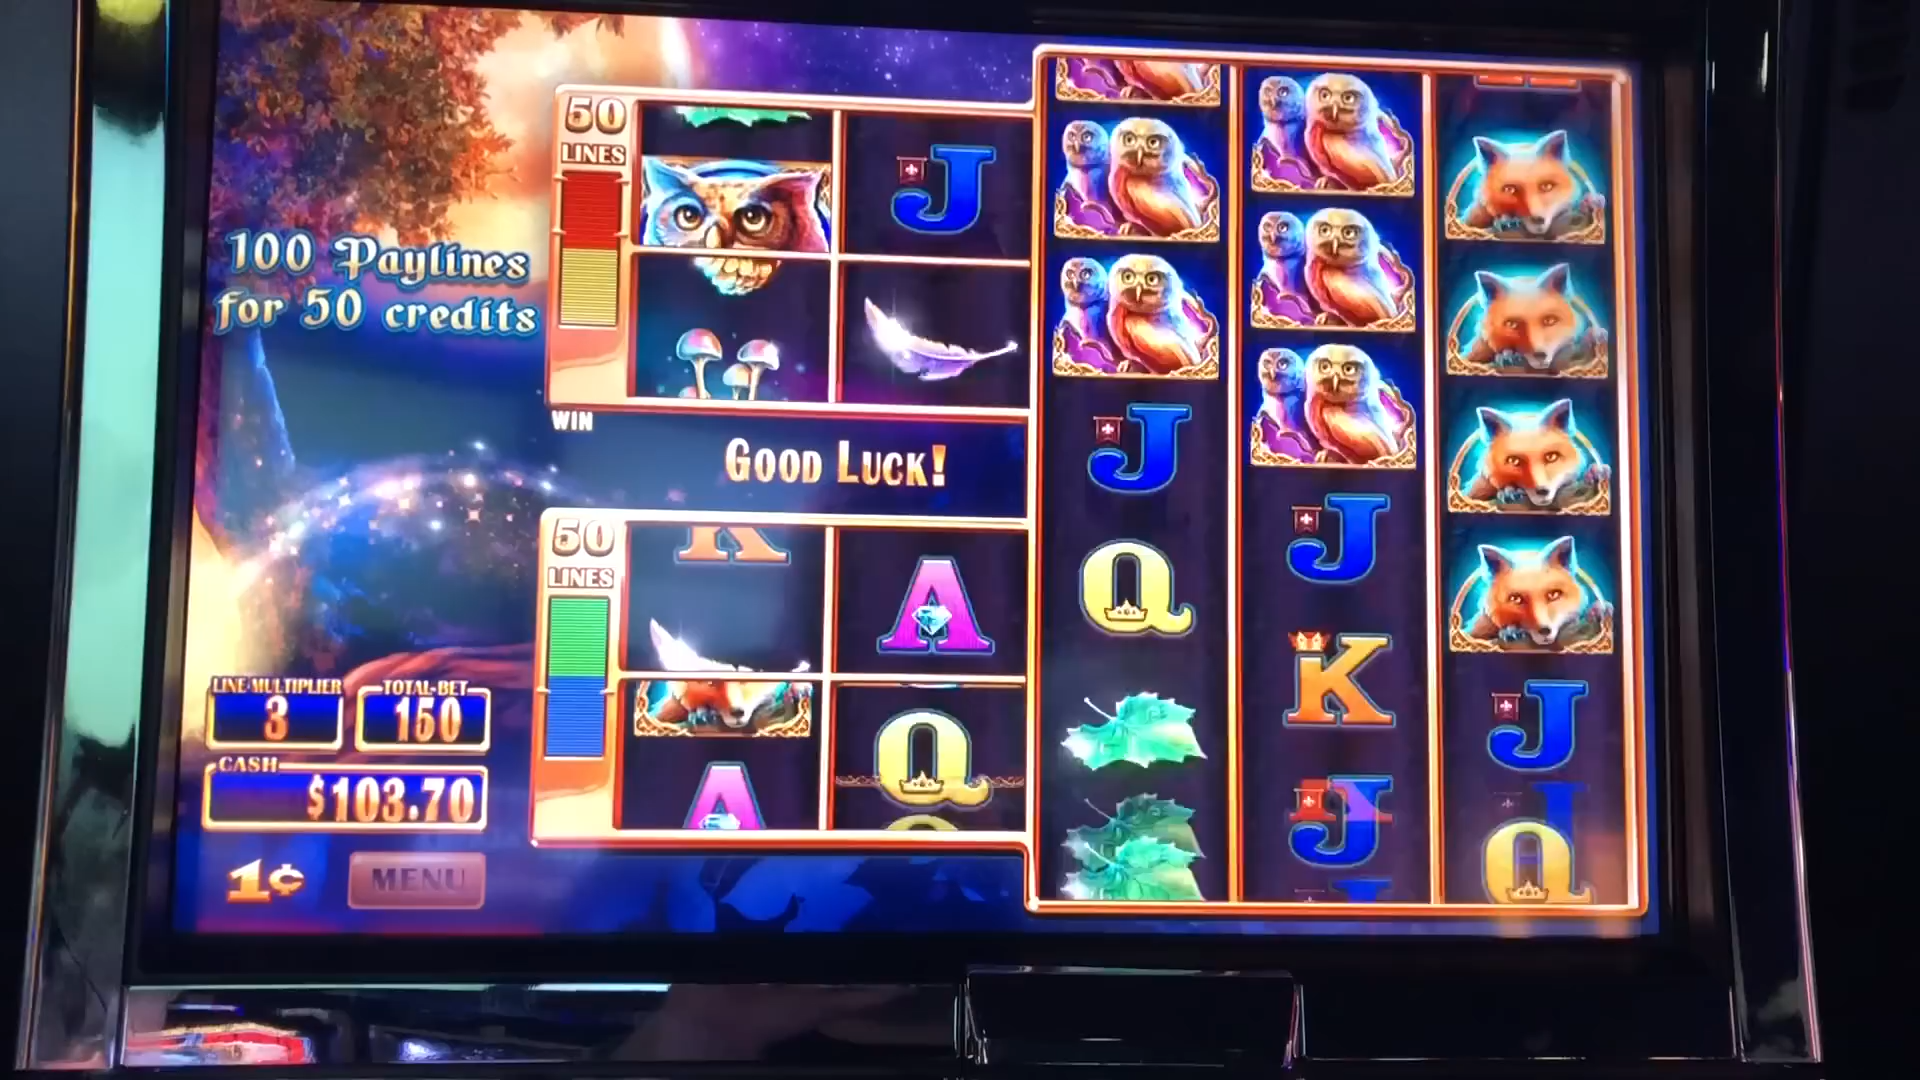 100 Paylines
for 50 credits
50
LINES
J
WIN
GOOD LUCK!
50
LINES
K
A
A
Q
J
Q
J
K
J
J
Q
LINE MULTIPLIER
3
TOTAL BET
150
CASH
$103.70
1¢
MENU